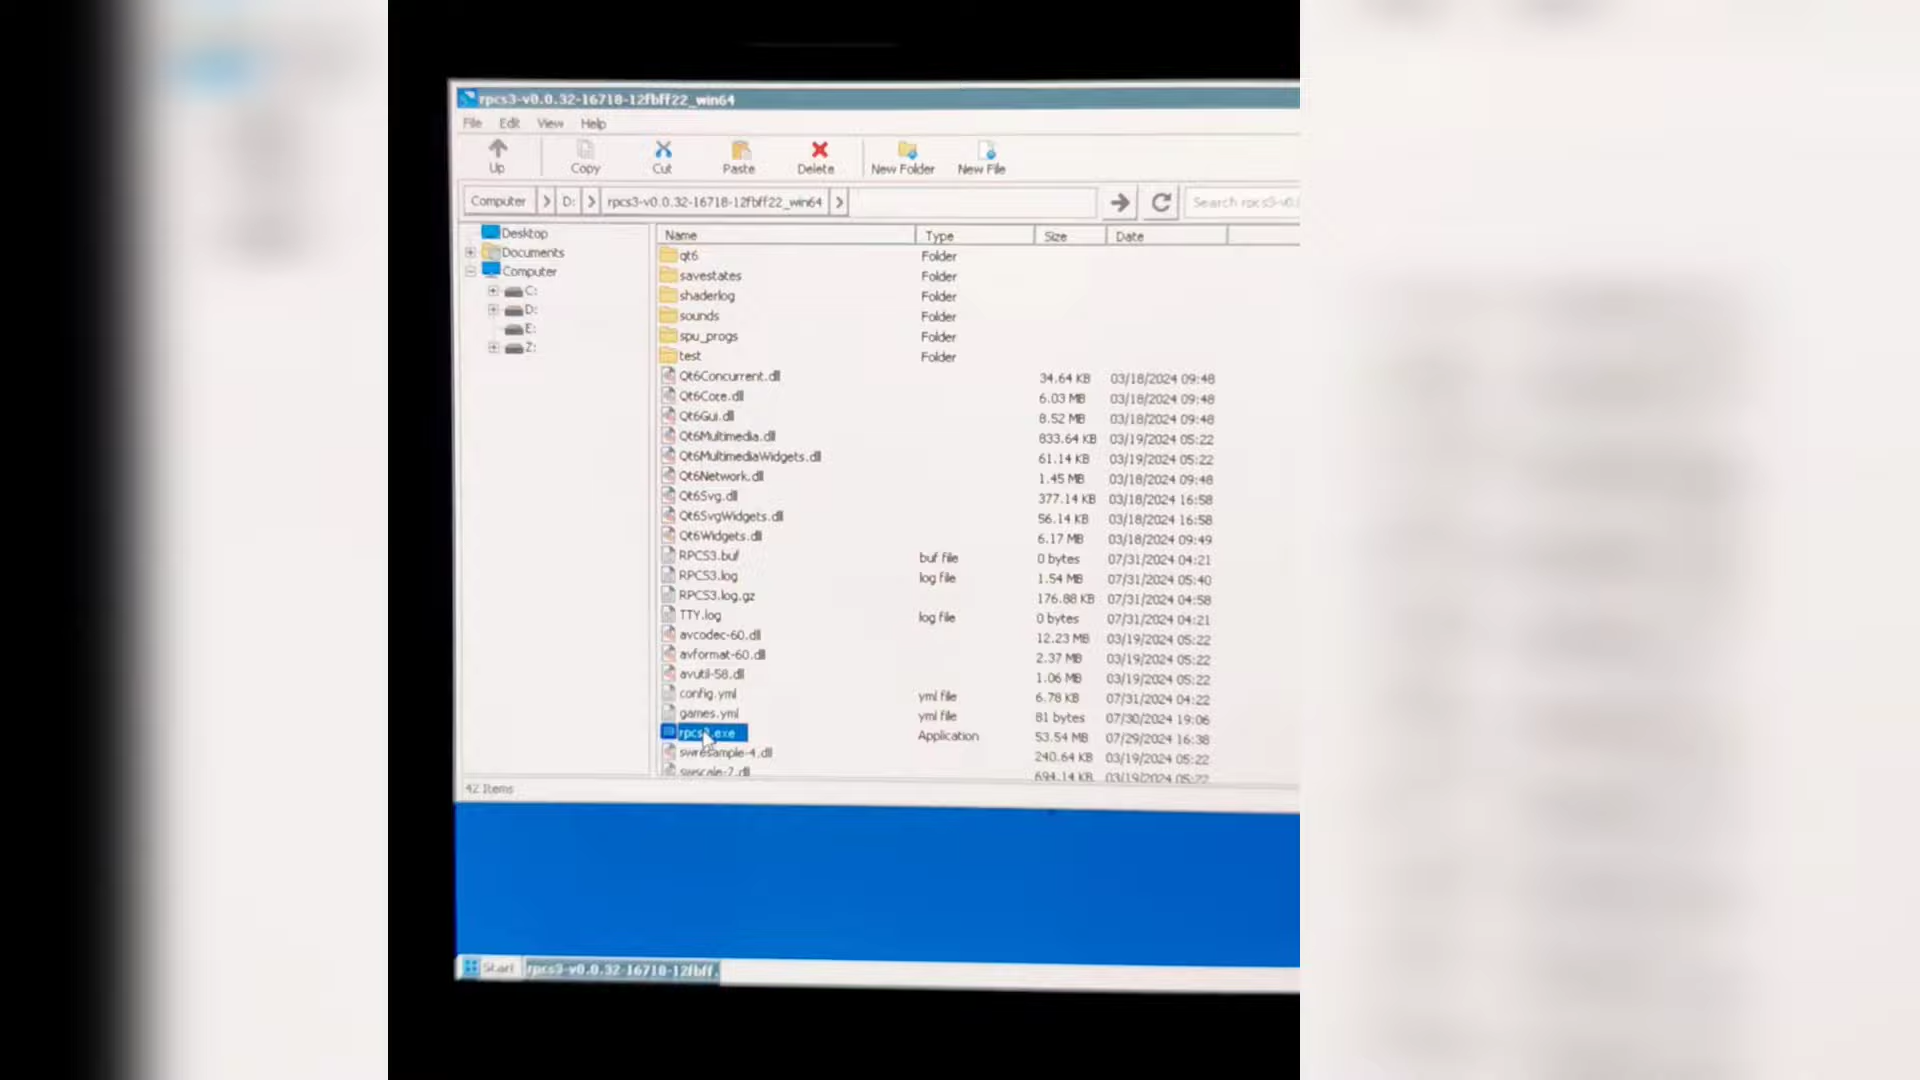 rpcs3-v0.0.32-16718-12fbff22_win64
File Edit View Help
Up Copy Cut Paste Delete New Folder New File
Computer > D: > rpcs3-v0.0.32-16718-12fbff22_win64 > Search rpcs3-v0.
Desktop
Documents
Computer
C:
D:
E:
Z:
Name Type Size Date
qt6 Folder
savestates Folder
shaderlog Folder
sounds Folder
spu_progs Folder
test Folder
Qt6Concurrent.dll 34.64 KB 03/18/2024 09:48
Qt6Core.dll 6.03 MB 03/18/2024 09:48
Qt6Gui.dll 8.52 MB 03/18/2024 09:48
Qt6Multimedia.dll 833.64 KB 03/19/2024 05:22
Qt6MultimediaWidgets.dll 61.14 KB 03/19/2024 05:22
Qt6Network.dll 1.45 MB 03/18/2024 09:48
Qt6Svg.dll 377.14 KB 03/18/2024 16:58
Qt6SvgWidgets.dll 56.14 KB 03/18/2024 16:58
Qt6Widgets.dll 6.17 MB 03/18/2024 09:49
RPCS3.buf buf file 0 bytes 07/31/2024 04:21
RPCS3.log log file 1.54 MB 07/31/2024 05:40
RPCS3.log.gz 176.88 KB 07/31/2024 04:58
TTY.log log file 0 bytes 07/31/2024 04:21
avcodec-60.dll 12.23 MB 03/19/2024 05:22
avformat-60.dll 2.37 MB 03/19/2024 05:22
avutil-58.dll 1.06 MB 03/19/2024 05:22
config.yml yml file 6.78 KB 07/31/2024 04:22
games.yml yml file 81 bytes 07/30/2024 19:06
rpcs3.exe Application 53.54 MB 07/29/2024 16:38
swresample-4.dll 240.64 KB 03/19/2024 05:22
swscale-7.dll 694.14 KB 03/19/2024 05:22
42 Items
Start rpcs3-v0.0.32-16718-12fbff.